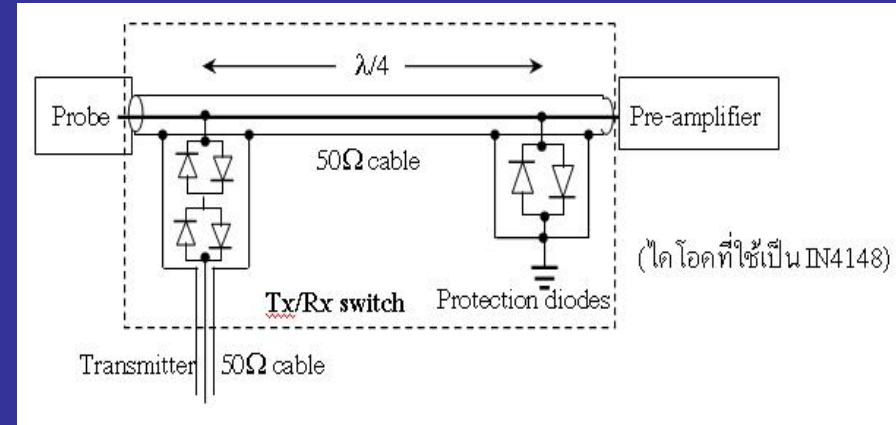 λ/4
Probe
Pre-amplifier
50Ω cable
(ไดโอดที่ใช้เป็น IN4148)
Tx/Rx switch
Protection diodes
Transmitter
50Ω cable